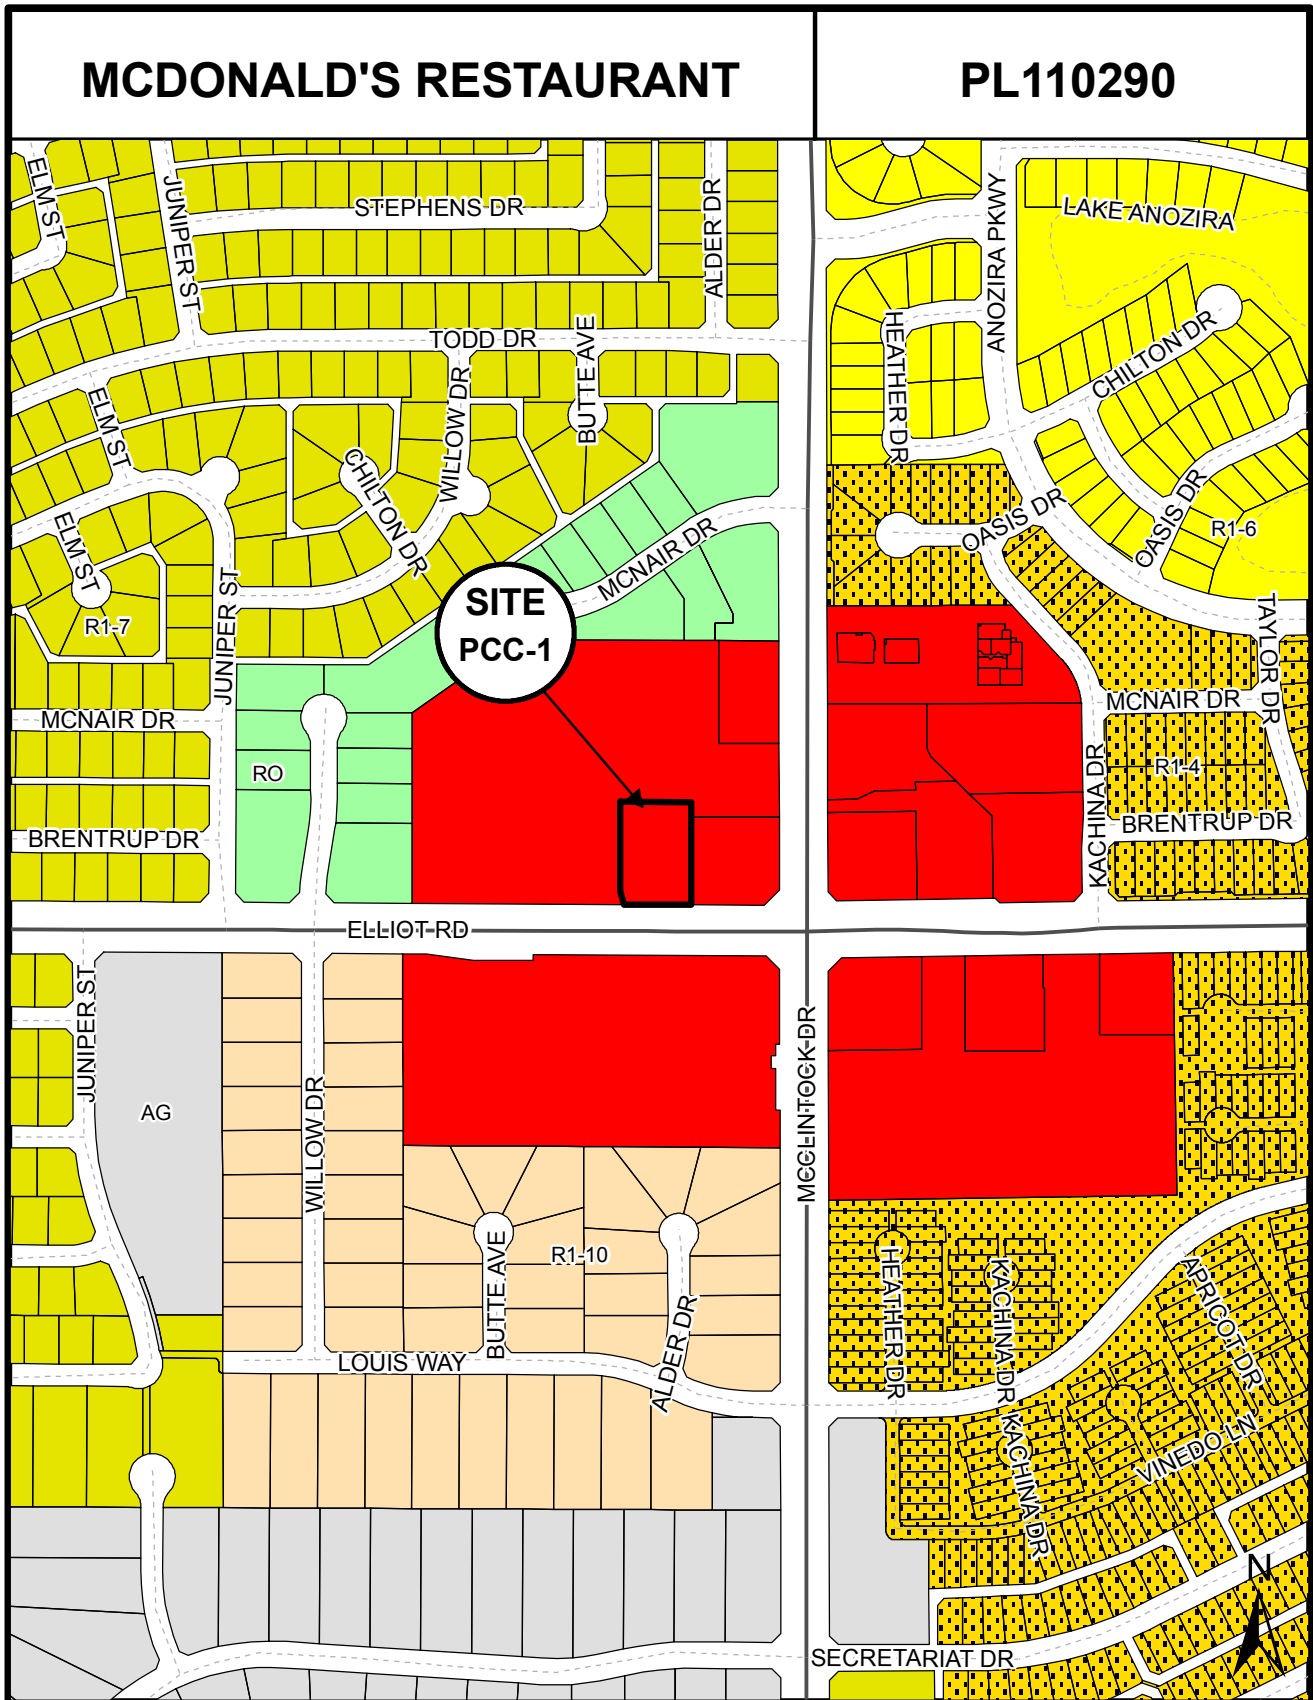 MCDONALD'S RESTAURANT
PL110290
ELM ST
JUNIPER ST
STEPHENS DR
ALDER DR
ANOZIRA PKWY
LAKE ANOZIRA
TODD DR
BUTTE AVE
HEATHER DR
CHILTON DR
ELM ST
WILLOW DR
CHILTON DR
OASIS DR
OASIS DR
R1-6
ELM ST
MCNAIR DR
SITE
PCC-1
R1-7
JUNIPER ST
TAYLOR DR
MCNAIR DR
MCNAIR DR
RO
R1-4
KACHINA DR
BRENTRUP DR
BRENTRUP DR
ELLIOT RD
JUNIPER ST
AG
WILLOW DR
MCCLINTOCK DR
R1-10
BUTTE AVE
ALDER DR
HEATHER DR
KACHINA DR
APRICOT DR
LOUIS WAY
KACHINA DR
VINEDO LN
N
SECRETARIAT DR